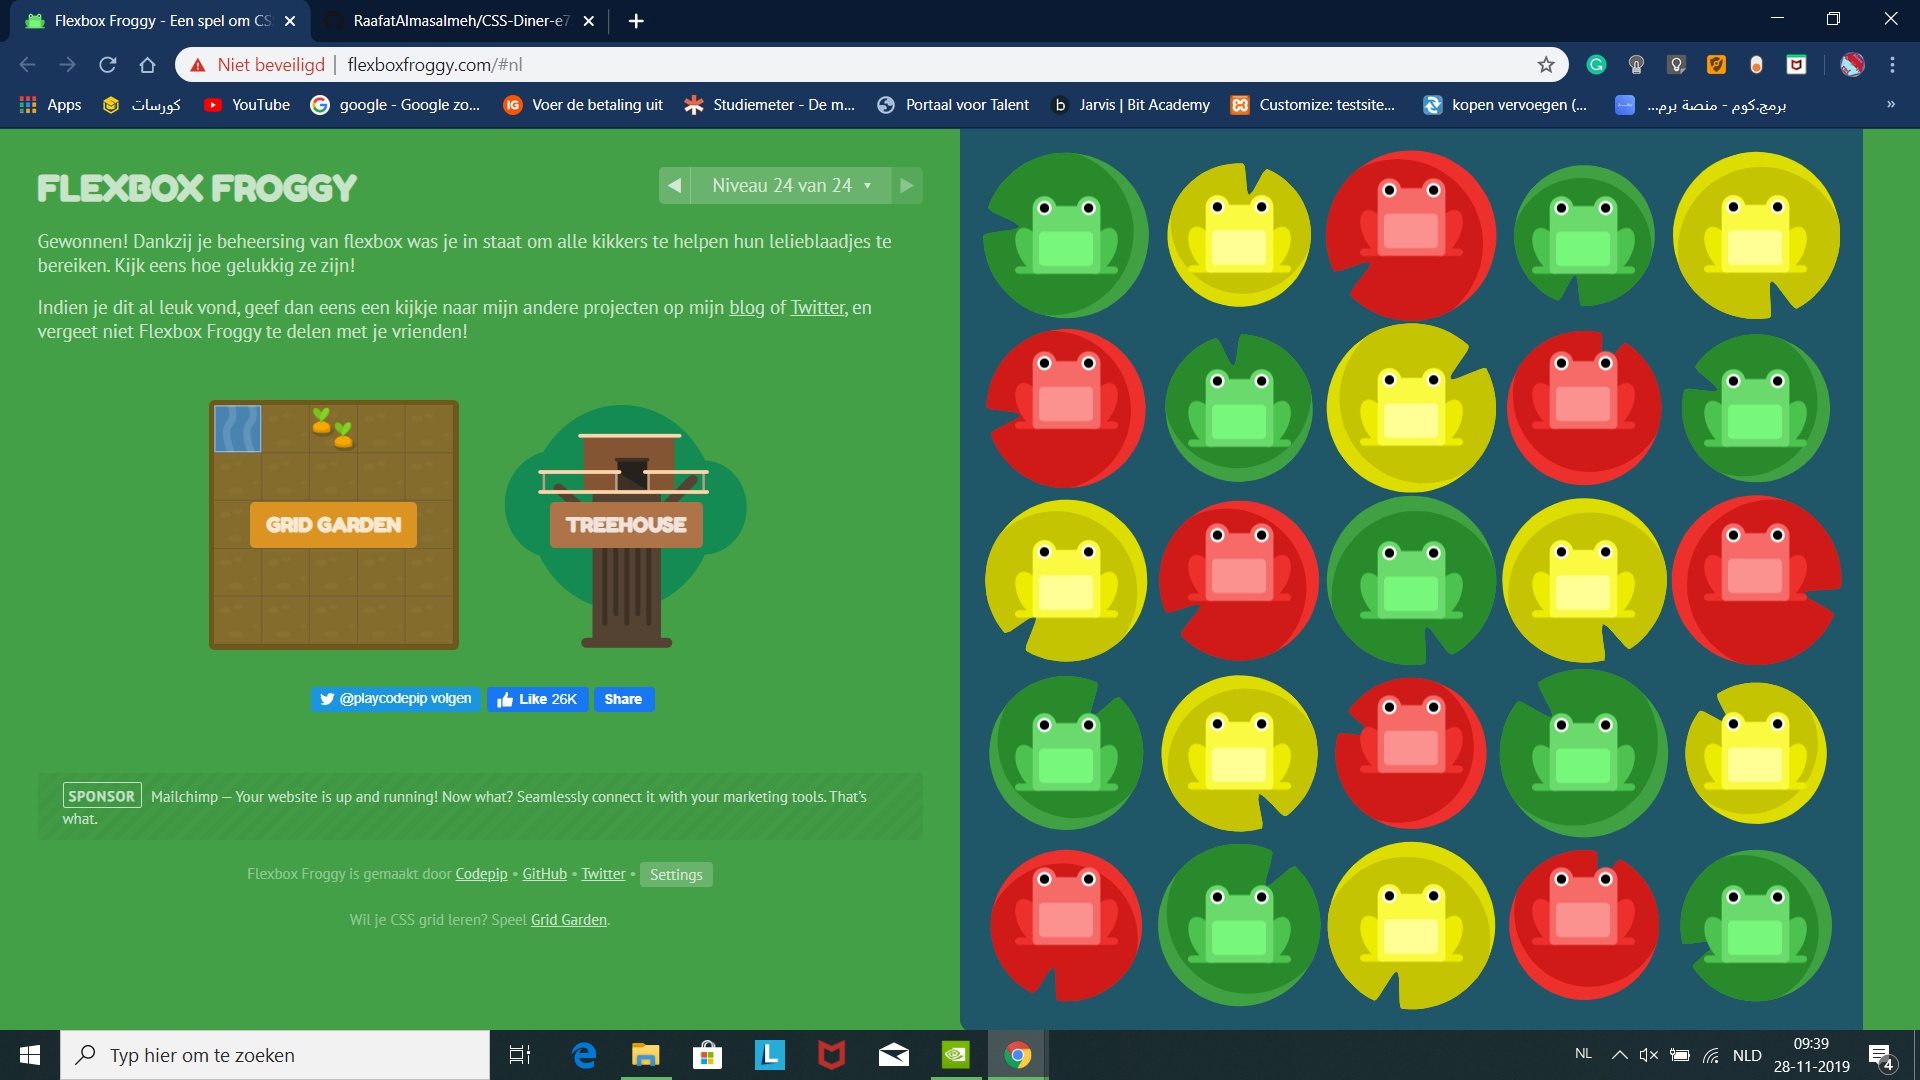 Flexbox Froggy - Een spel om CS
RaafatAlmasalmeh/CSS-Diner-e7
Niet beveiligd | flexboxfroggy.com/#nl
Apps
كورسات
YouTube
google - Google zo...
Voer de betaling uit
Studiemeter - De m...
Portaal voor Talent
Jarvis | Bit Academy
Customize: testsite...
kopen vervoegen (...
برمج.كوم - منصة برم...
FLEXBOX FROGGY
Niveau 24 van 24
Gewonnen! Dankzij je beheersing van flexbox was je in staat om alle kikkers te helpen hun lelieblaadjes te
bereiken. Kijk eens hoe gelukkig ze zijn!
Indien je dit al leuk vond, geef dan eens een kijkje naar mijn andere projecten op mijn blog of Twitter, en
vergeet niet Flexbox Froggy te delen met je vrienden!
GRID GARDEN
TREEHOUSE
@playcodepip volgen
Like 26K
Share
SPONSOR Mailchimp — Your website is up and running! Now what? Seamlessly connect it with your marketing tools. That's
what.
Flexbox Froggy is gemaakt door Codepip • GitHub • Twitter • Settings
Wil je CSS grid leren? Speel Grid Garden.
Typ hier om te zoeken
NL
NLD
09:39
28-11-2019
4